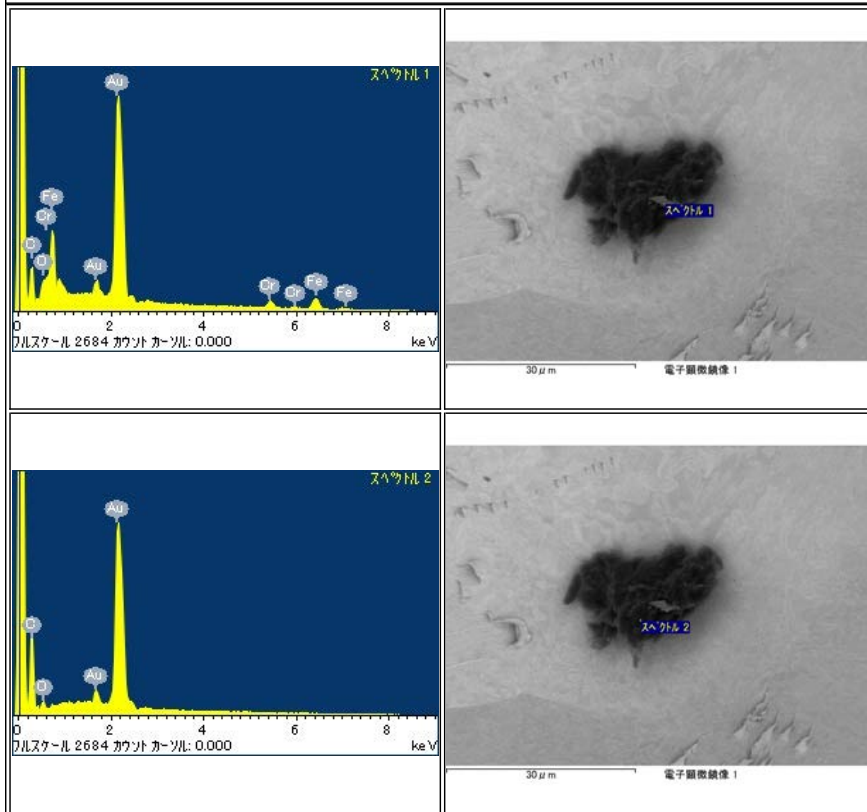 スペクトル 1
Au
Fe
Cr
C
O
Au
Cr
Cr
Fe
Fe
0 2 4 6 8
フルスケール 2684 カウント カーソル: 0.000 keV
スペクトル 1
30μm 電子顕微鏡像 1
スペクトル 2
Au
C
O
Au
0 2 4 6 8
フルスケール 2684 カウント カーソル: 0.000 keV
スペクトル 2
30μm 電子顕微鏡像 1